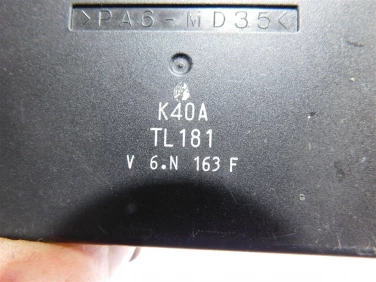 >PA6-MD35<
K40A
TL181
V 6.N 163 F